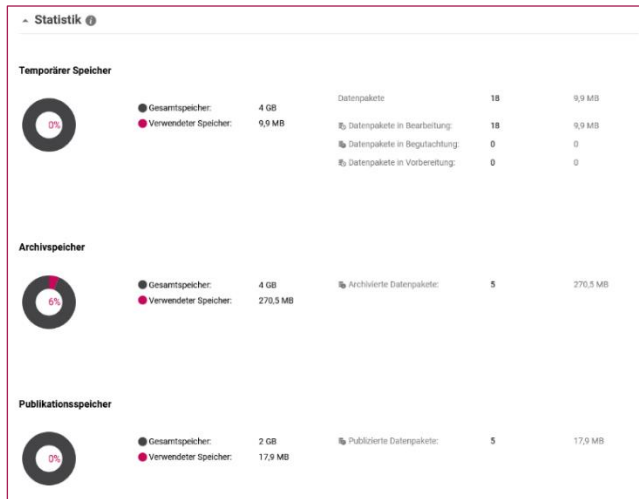 Statistik
Temporärer Speicher
0%
Gesamtspeicher: 4 GB
Verwendeter Speicher: 9,9 MB
Datenpakete 18 9,9 MB
Datenpakete in Bearbeitung: 18 9,9 MB
Datenpakete in Begutachtung: 0 0
Datenpakete in Vorbereitung: 0 0
Archivspeicher
6%
Gesamtspeicher: 4 GB
Verwendeter Speicher: 270,5 MB
Archivierte Datenpakete: 5 270,5 MB
Publikationsspeicher
0%
Gesamtspeicher: 2 GB
Verwendeter Speicher: 17,9 MB
Publizierte Datenpakete: 5 17,9 MB